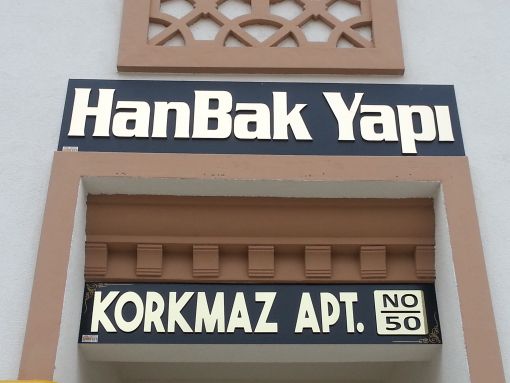 HanBak Yapı
KORKMAZ APT. NO 50